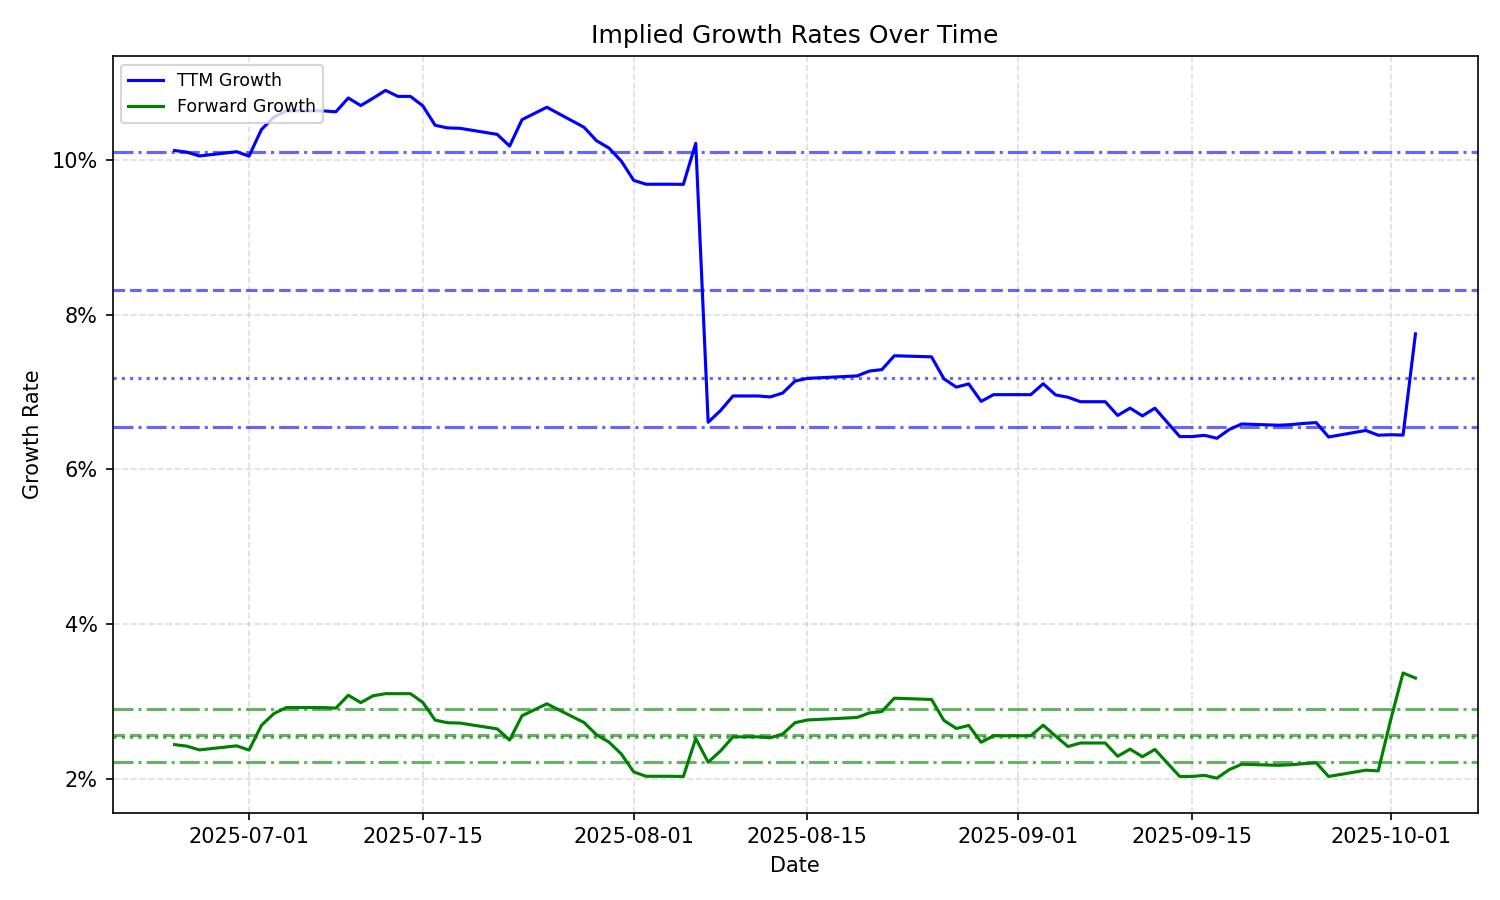 Implied Growth Rates Over Time
TTM Growth
Forward Growth
10%
8%
6%
4%
2%
Growth Rate
2025-07-01
2025-07-15
2025-08-01
2025-08-15
2025-09-01
2025-09-15
2025-10-01
Date